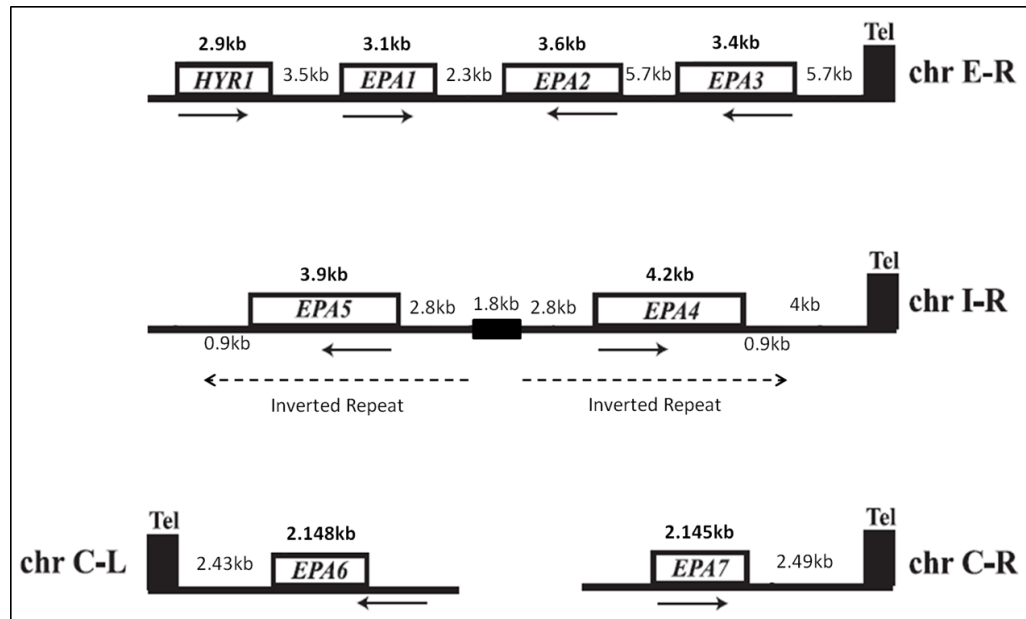 2.9kb 3.1kb 3.6kb 3.4kb Tel
HYR1 3.5kb EPA1 2.3kb EPA2 5.7kb EPA3 5.7kb chr E-R
3.9kb 4.2kb Tel
EPA5 2.8kb 1.8kb 2.8kb EPA4 4kb chr I-R
0.9kb 0.9kb
Inverted Repeat Inverted Repeat
Tel 2.148kb 2.145kb Tel
chr C-L 2.43kb EPA6 EPA7 2.49kb chr C-R